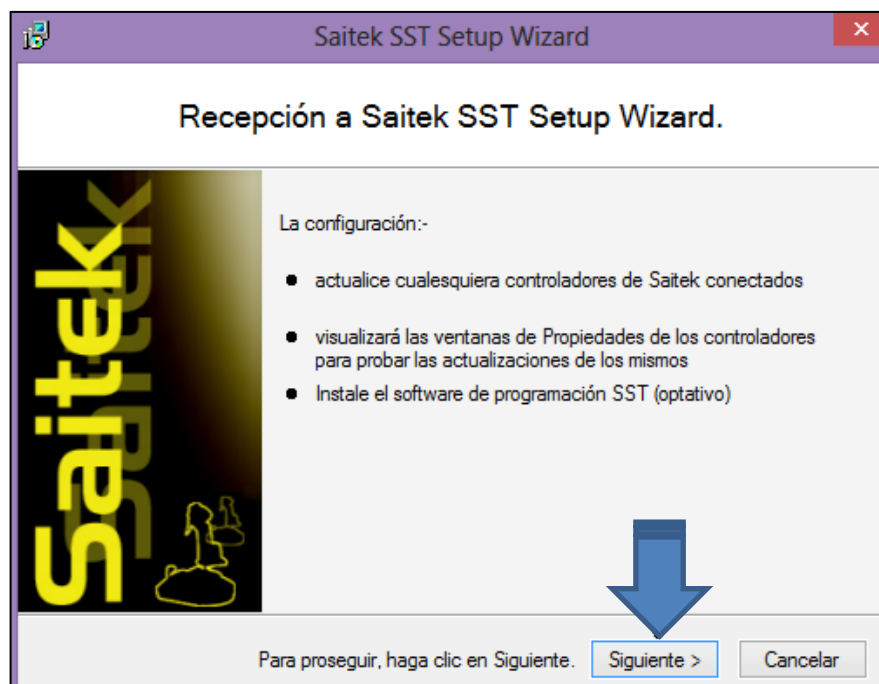 Saitek SST Setup Wizard
Recepción a Saitek SST Setup Wizard.
Saitek
Saitek
La configuración:-
actualice cualesquiera controladores de Saitek conectados
visualizará las ventanas de Propiedades de los controladores
para probar las actualizaciones de los mismos
Instale el software de programación SST (optativo)
Para proseguir, haga clic en Siguiente.
Siguiente >
Cancelar